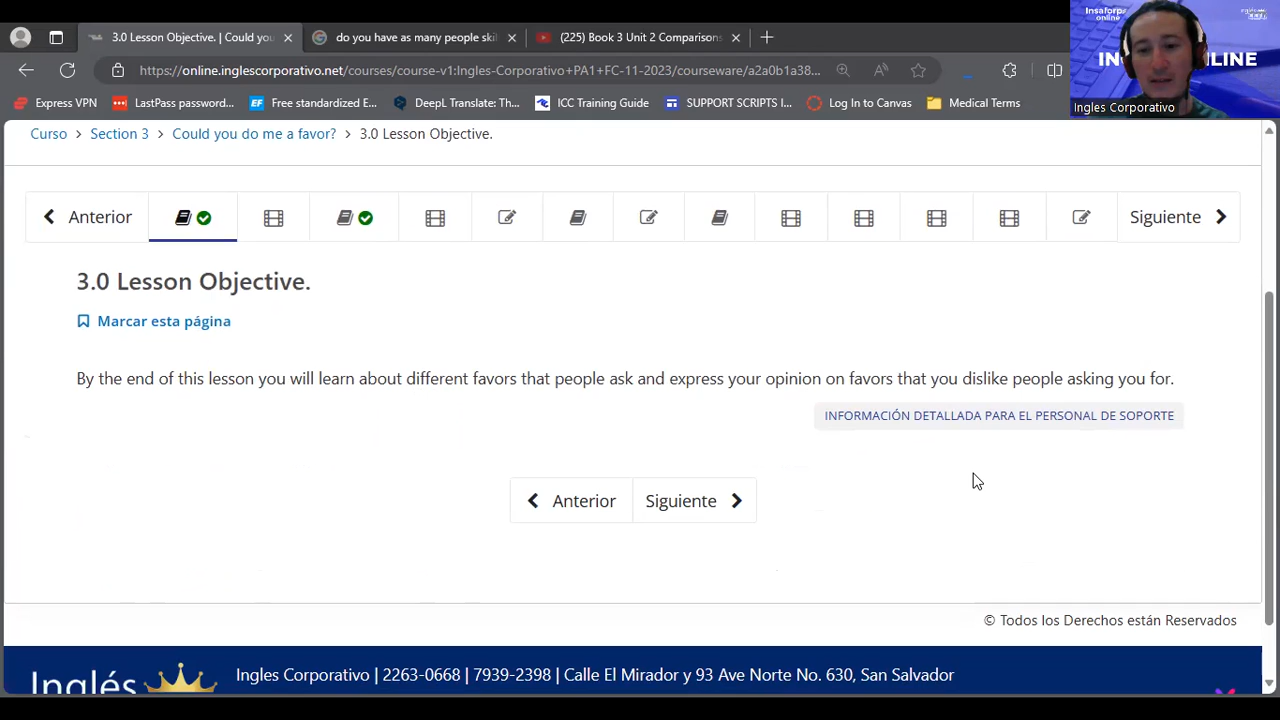 3.0 Lesson Objective. | Could you
do you have as many people skil
(225) Book 3 Unit 2 Comparisons
https://online.inglescorporativo.net/courses/course-v1:Ingles-Corporativo+PA1+FC-11-2023/courseware/a2a0b1a38...
Express VPN
LastPass password...
Free standardized E...
DeepL Translate: Th...
ICC Training Guide
SUPPORT SCRIPTS I...
Log In to Canvas
Medical Terms
Insaforp
online
Ingles Corporativo
Curso > Section 3 > Could you do me a favor? > 3.0 Lesson Objective.
Anterior
Siguiente
3.0 Lesson Objective.
Marcar esta página
By the end of this lesson you will learn about different favors that people ask and express your opinion on favors that you dislike people asking you for.
INFORMACIÓN DETALLADA PARA EL PERSONAL DE SOPORTE
Anterior
Siguiente
© Todos los Derechos están Reservados
Inglés
Ingles Corporativo | 2263-0668 | 7939-2398 | Calle El Mirador y 93 Ave Norte No. 630, San Salvador